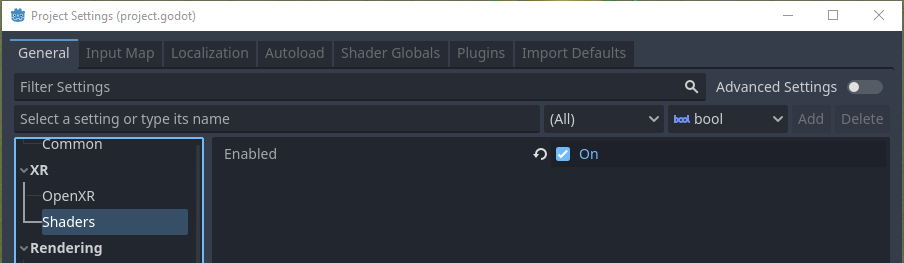 Project Settings (project.godot)
General Input Map Localization Autoload Shader Globals Plugins Import Defaults
Filter Settings Advanced Settings
Select a setting or type its name (All) bool bool Add Delete
Common
Enabled On
XR
OpenXR
Shaders
Rendering